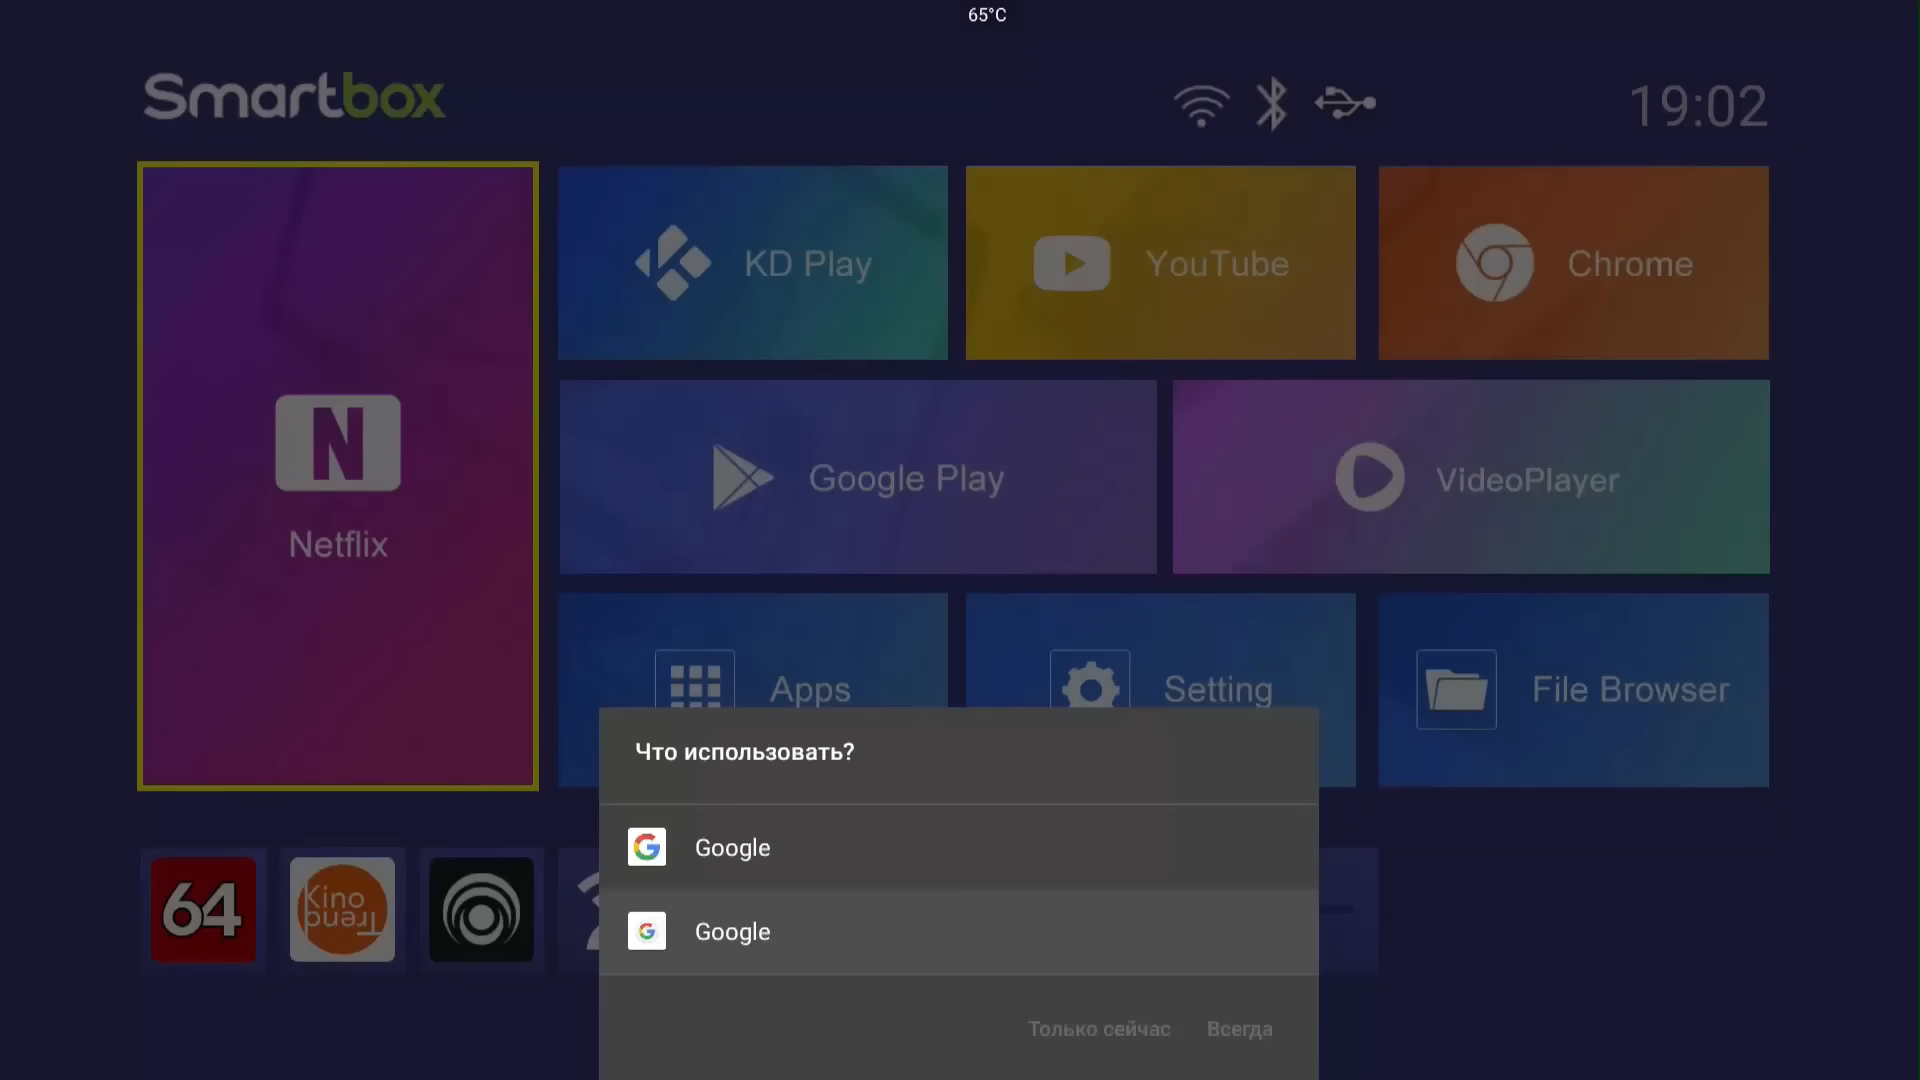 65°C
Smartbox
19:02
N
Netflix
KD Play
YouTube
Chrome
Google Play
VideoPlayer
Apps
Setting
File Browser
Что использовать?
G Google
G Google
Только сейчас Всегда
64
Kino
Trend